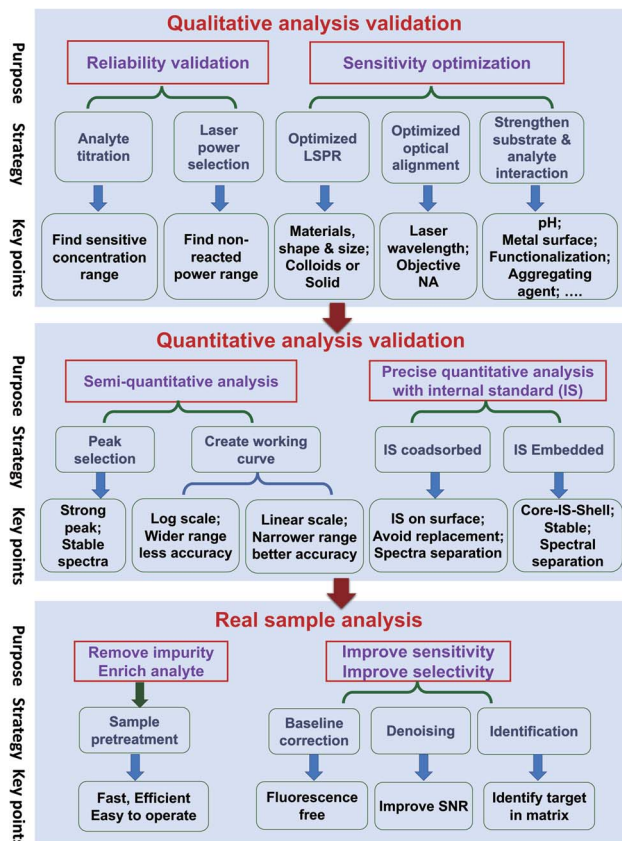 Qualitative analysis validation
Purpose
Reliability validation
Sensitivity optimization
Strategy
Analyte
titration
Laser
power
selection
Optimized
LSPR
Optimized
optical
alignment
Strengthen
substrate &
analyte
interaction
Key points
Find sensitive
concentration
range
Find non-
reacted
power range
Materials,
shape & size;
Colloids or
Solid
Laser
wavelength;
Objective
NA
pH;
Metal surface;
Functionalization;
Aggregating
agent; ....
Quantitative analysis validation
Purpose
Semi-quantitative analysis
Precise quantitative analysis
with internal standard (IS)
Strategy
Peak
selection
Create working
curve
IS coadsorbed
IS Embedded
Key points
Strong
peak;
Stable
spectra
Log scale;
Wider range
less accuracy
Linear scale;
Narrower range
better accuracy
IS on surface;
Avoid replacement;
Spectra separation
Core-IS-Shell;
Stable;
Spectral
separation
Real sample analysis
Purpose
Remove impurity
Enrich analyte
Improve sensitivity
Improve selectivity
Strategy
Sample
pretreatment
Baseline
correction
Denoising
Identification
Key points
Fast, Efficient
Easy to operate
Fluorescence
free
Improve SNR
Identify target
in matrix